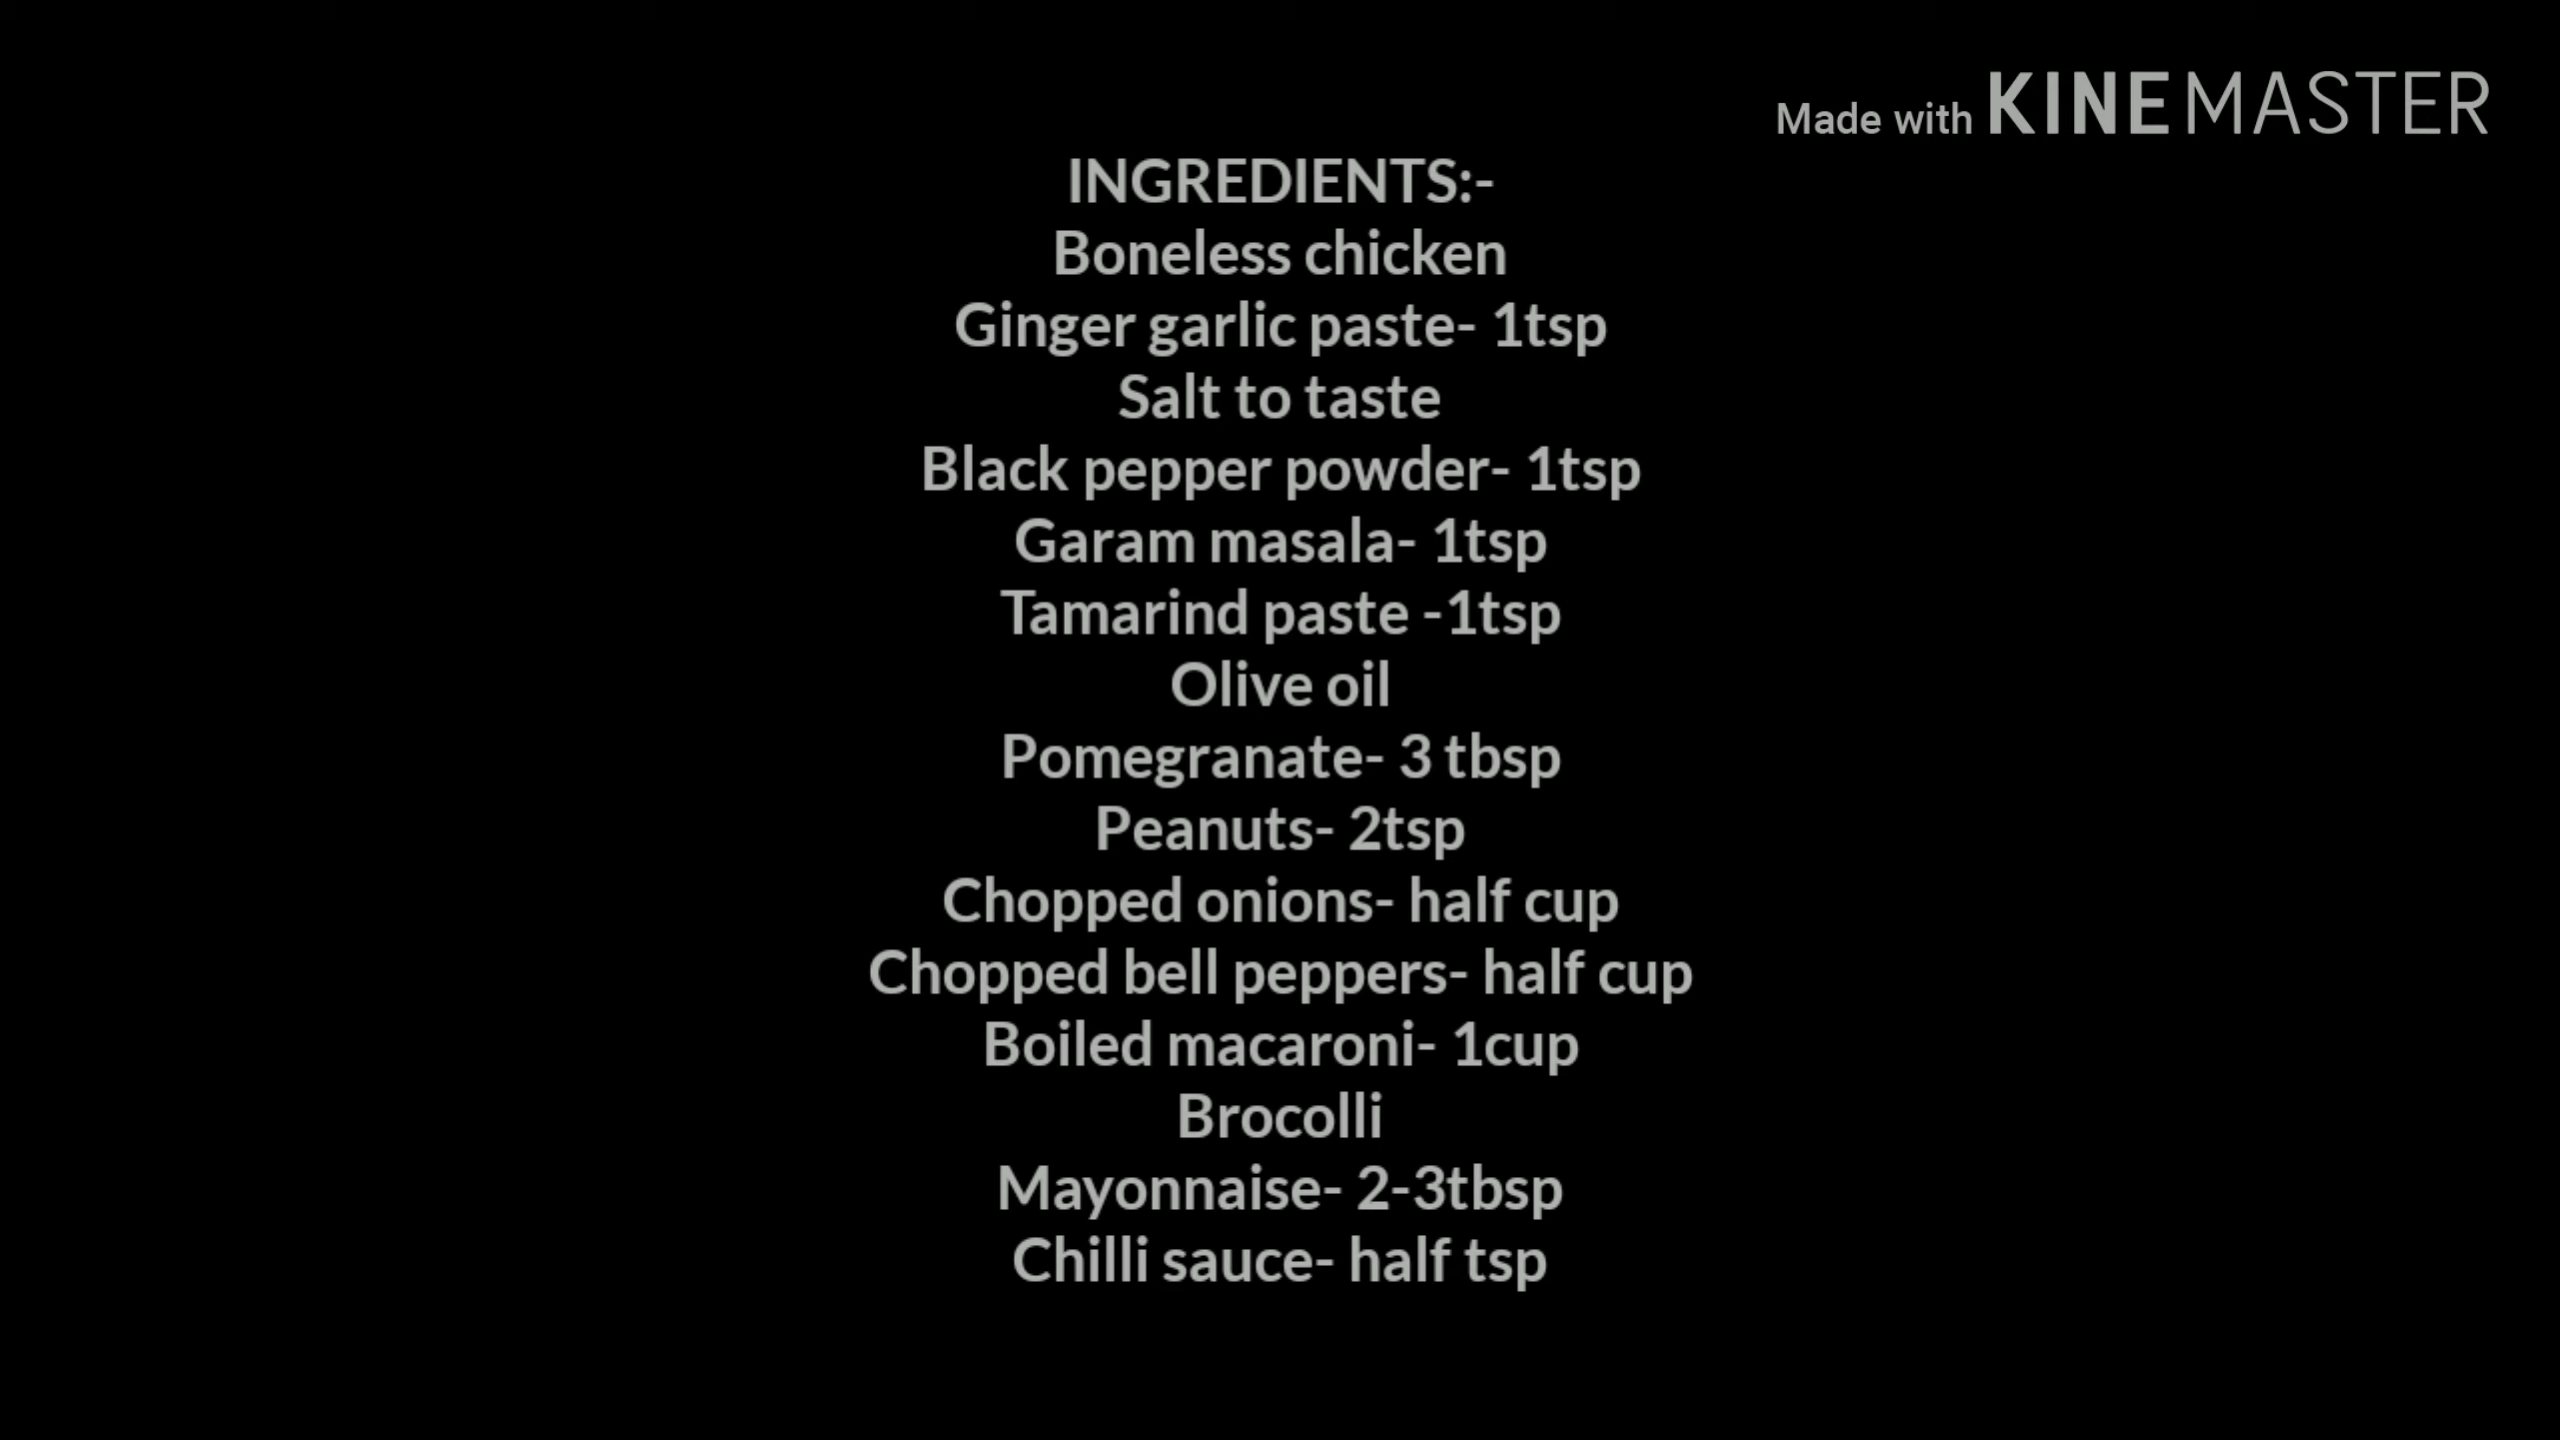 Made with KINEMASTER
INGREDIENTS:-
Boneless chicken
Ginger garlic paste- 1tsp
Salt to taste
Black pepper powder- 1tsp
Garam masala- 1tsp
Tamarind paste -1tsp
Olive oil
Pomegranate- 3 tbsp
Peanuts- 2tsp
Chopped onions- half cup
Chopped bell peppers- half cup
Boiled macaroni- 1cup
Brocolli
Mayonnaise- 2-3tbsp
Chilli sauce- half tsp